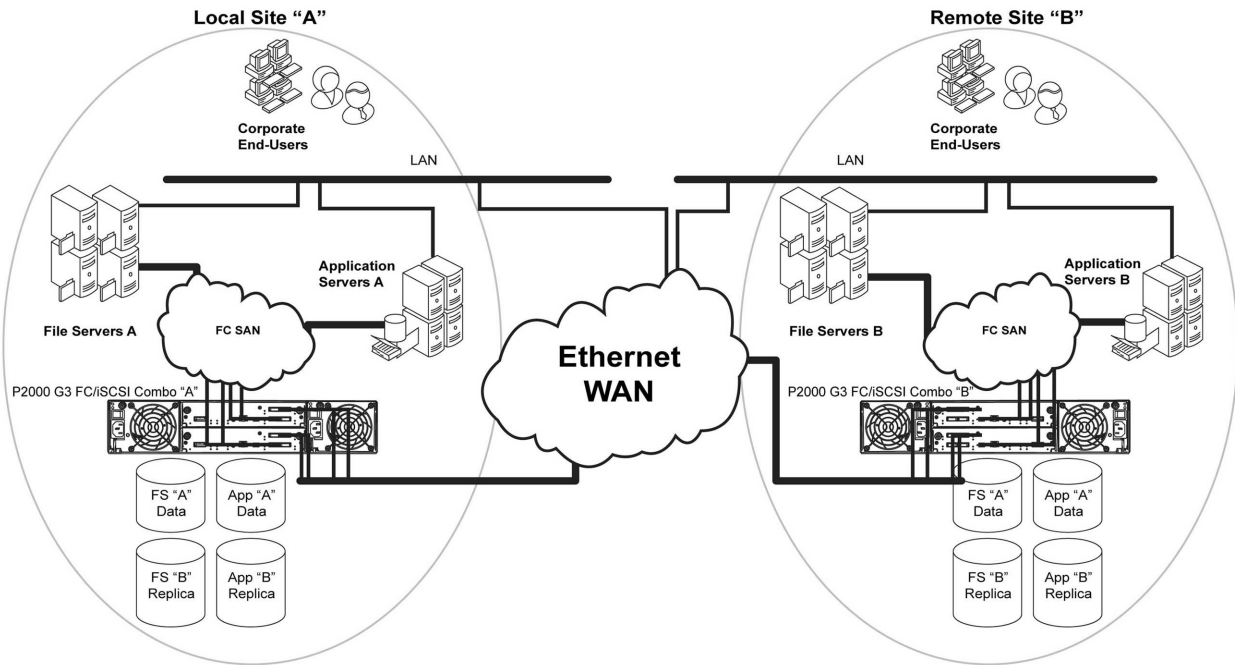 Local Site “A”
Remote Site “B”
Corporate
End-Users
Corporate
End-Users
LAN
LAN
Application
Servers A
Application
Servers B
File Servers A
FC SAN
File Servers B
FC SAN
Ethernet
WAN
P2000 G3 FC/iSCSI Combo “A”
P2000 G3 FC/iSCSI Combo “B”
FS “A”
Data
App “A”
Data
FS “A”
Data
App “A”
Data
FS “B”
Replica
App “B”
Replica
FS “B”
Replica
App “B”
Replica